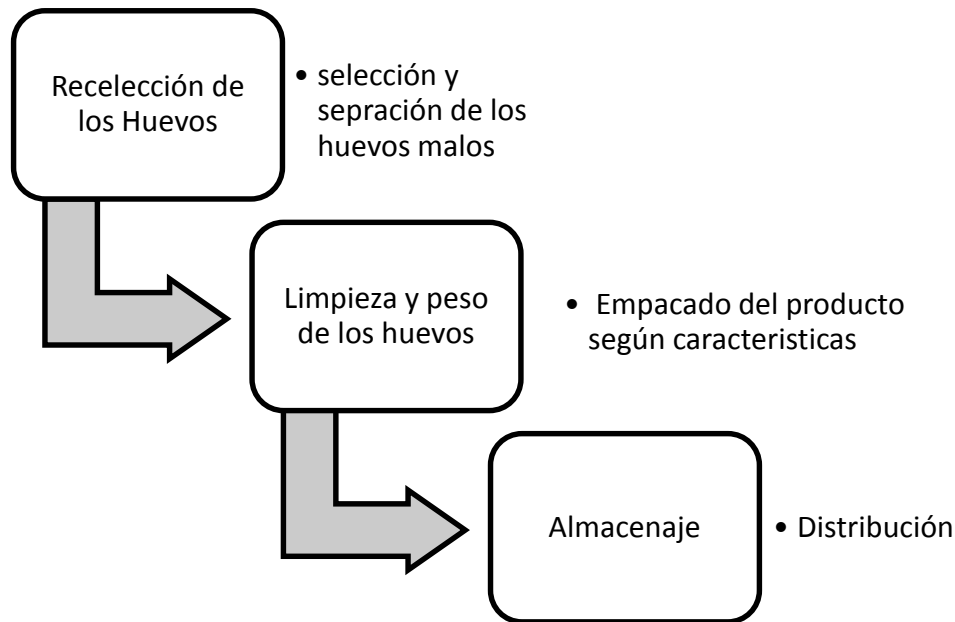 Recelección de
los Huevos
• selección y
sepración de los
huevos malos
Limpieza y peso
de los huevos
• Empacado del producto
según caracteristicas
Almacenaje
• Distribución